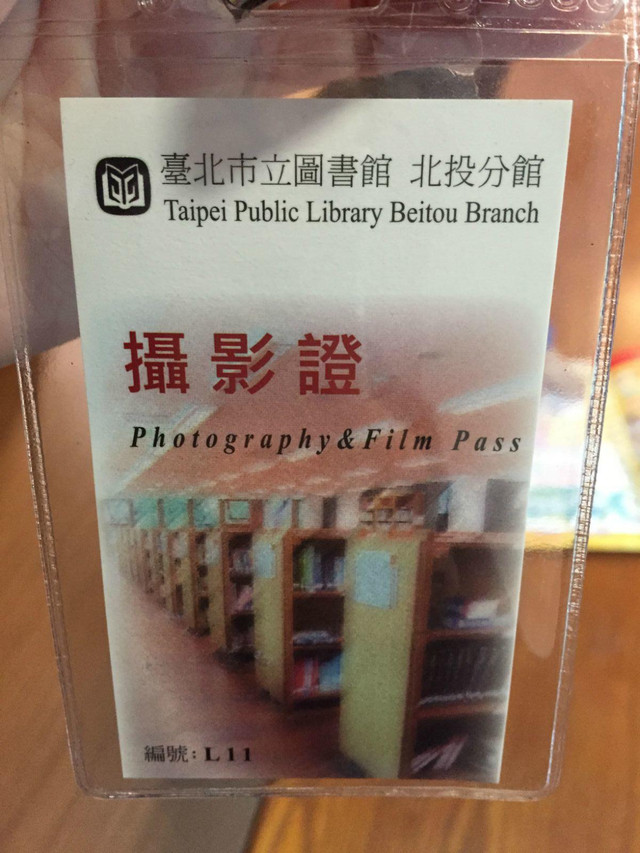 臺北市立圖書館 北投分館
Taipei Public Library Beitou Branch
攝影證
Photography&Film Pass
編號：L11